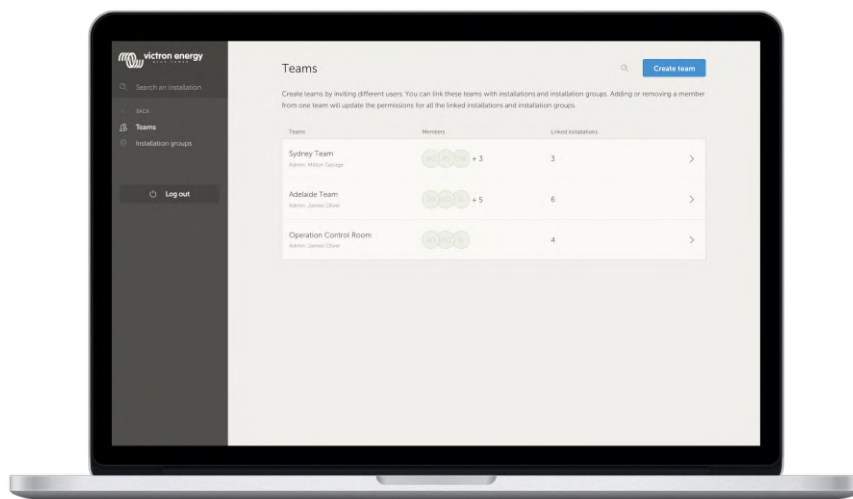 victron energy
BLUE POWER
Search an installation
BACK
Teams
Installation groups
Log out
Teams
Create team
Create teams by inviting different users. You can link these teams with installations and installation groups. Adding or removing a member
from one team will update the permissions for all the linked installations and installation groups.
Teams Members Linked installations
Sydney Team
Admin: Milton George
+ 3
3
Adelaide Team
Admin: James Oliver
+ 5
6
Operation Control Room
Admin: James Oliver
4